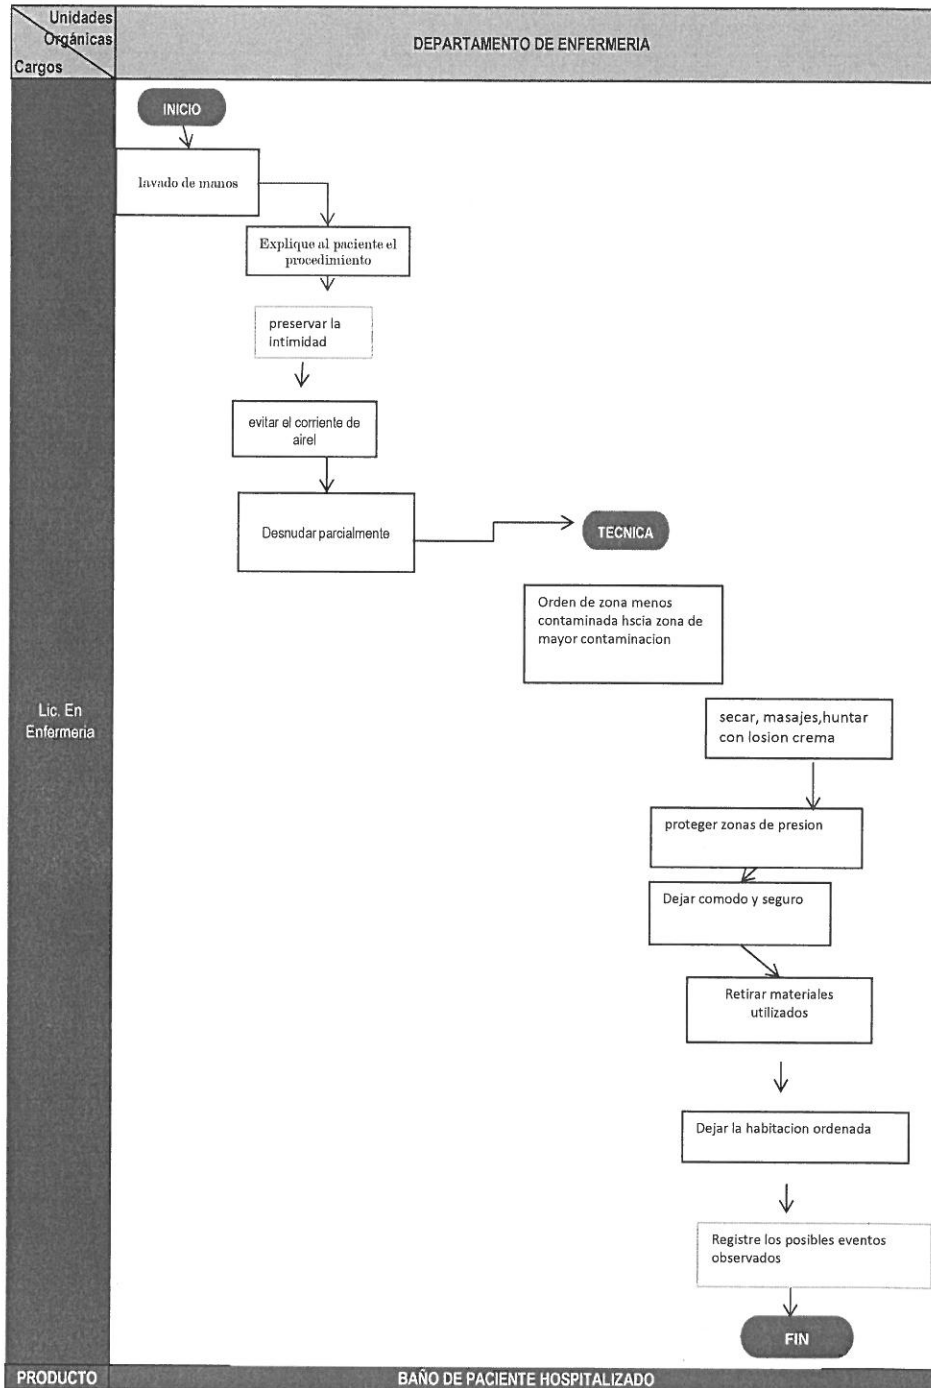 Unidades
Orgánicas
Cargos
DEPARTAMENTO DE ENFERMERIA
INICIO
lavado de manos
Explique al paciente el
procedimiento
preservar la
intimidad
evitar el corriente de
airel
Desnudar parcialmente
TECNICA
Orden de zona menos
contaminada hscia zona de
mayor contaminacion
Lic. En
Enfermeria
secar, masajes,huntar
con losion crema
proteger zonas de presion
Dejar comodo y seguro
Retirar materiales
utilizados
Dejar la habitacion ordenada
Registre los posibles eventos
observados
FIN
PRODUCTO
BAÑO DE PACIENTE HOSPITALIZADO